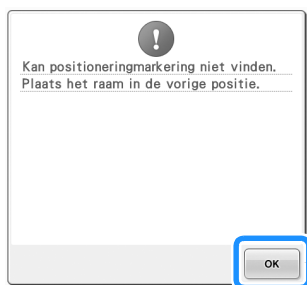 Kan positioneringmarkering niet vinden.
Plaats het raam in de vorige positie.
OK